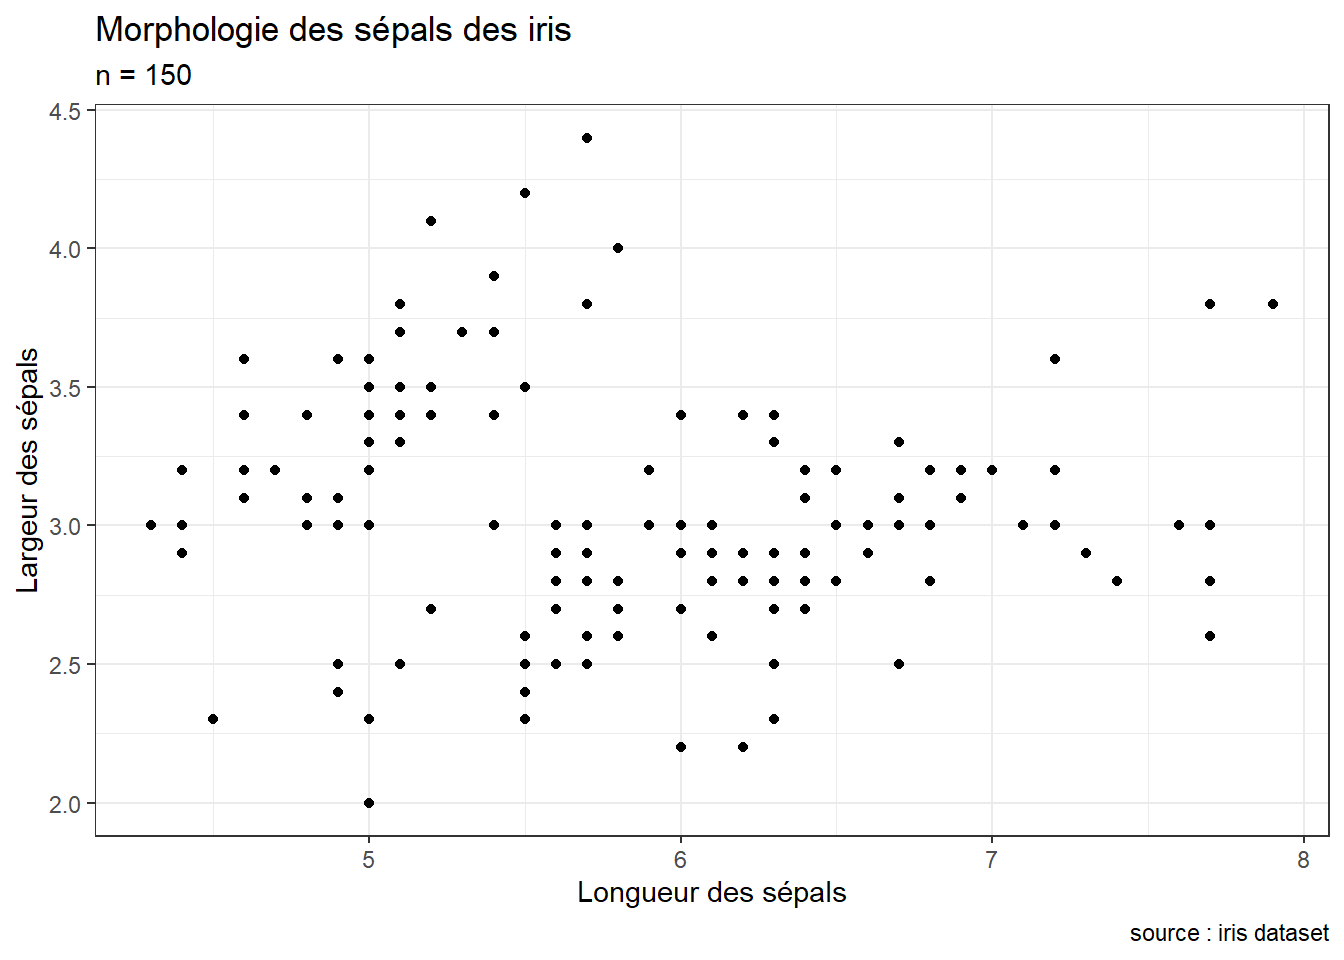 Morphologie des sépals des iris
n = 150
4.5
4.0
3.5
3.0
2.5
2.0
Largeur des sépals
5 6 7 8
Longueur des sépals
source : iris dataset